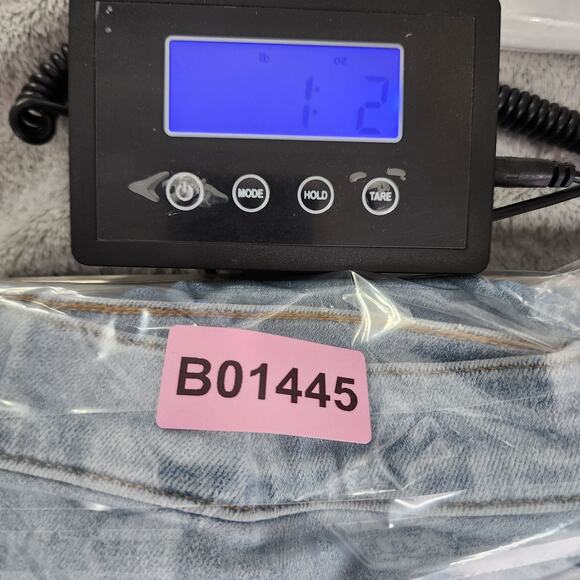 lb oz
1: 2
MODE HOLD TARE
B01445